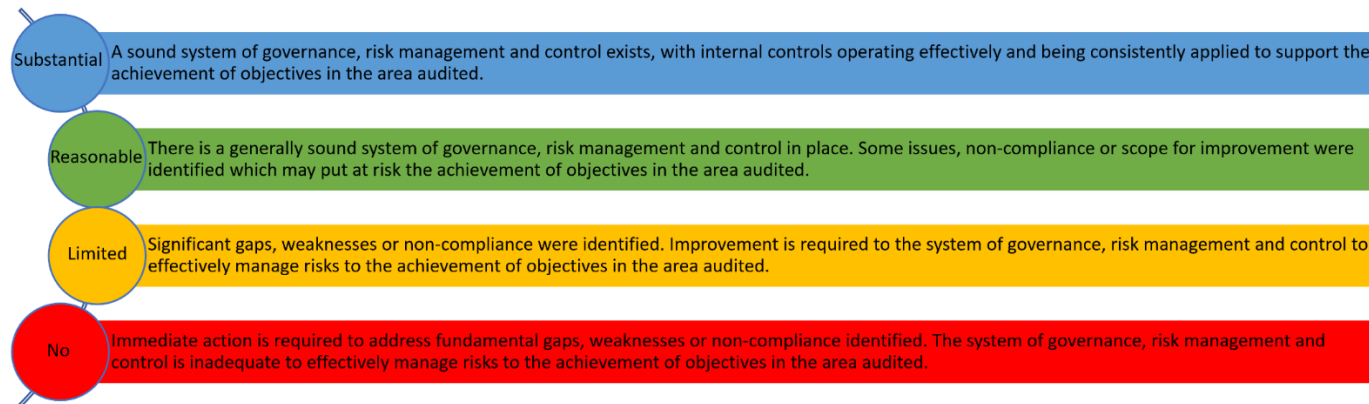 Substantial
A sound system of governance, risk management and control exists, with internal controls operating effectively and being consistently applied to support the
achievement of objectives in the area audited.
Reasonable
There is a generally sound system of governance, risk management and control in place. Some issues, non-compliance or scope for improvement were
identified which may put at risk the achievement of objectives in the area audited.
Limited
Significant gaps, weaknesses or non-compliance were identified. Improvement is required to the system of governance, risk management and control to
effectively manage risks to the achievement of objectives in the area audited.
No
Immediate action is required to address fundamental gaps, weaknesses or non-compliance identified. The system of governance, risk management and
control is inadequate to effectively manage risks to the achievement of objectives in the area audited.